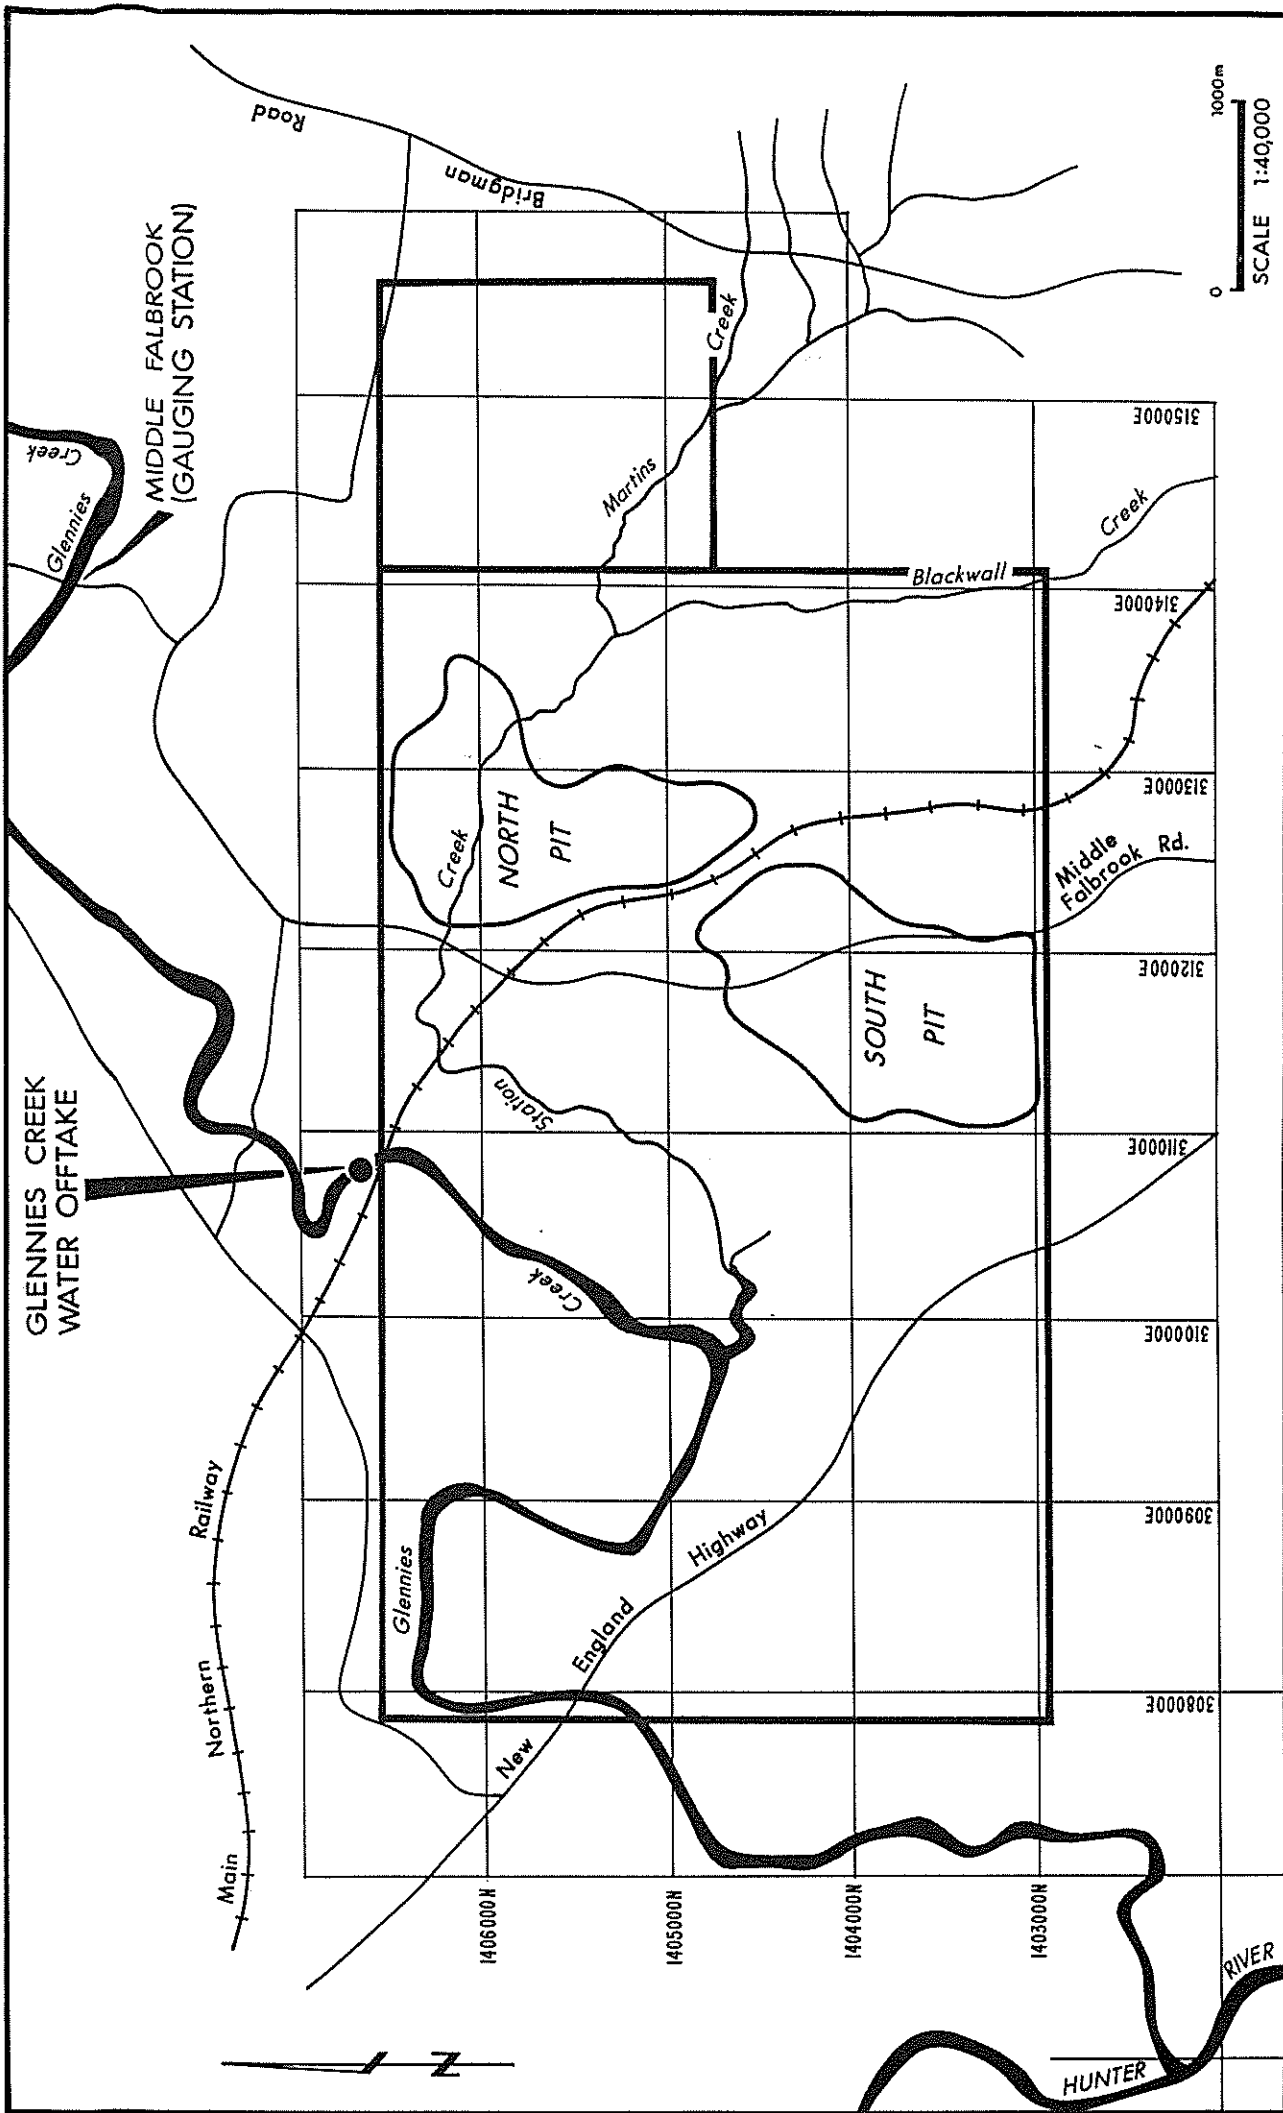 GLENNIES CREEK
WATER OFFTAKE
MIDDLE FALBROOK
(GAUGING STATION)
Glennies
Creek
Road
Bridgman
Main
Northern
Railway
Glennies
Creek
Station
Creek
NORTH
PIT
Martins
Creek
Blackwall
Creek
New
England
Highway
SOUTH
PIT
Middle
Falbrook Rd.
1406000N
1405000N
1404000N
1403000N
308000E
309000E
310000E
311000E
312000E
313000E
314000E
315000E
HUNTER
RIVER
N
0 1000m
SCALE 1:40,000